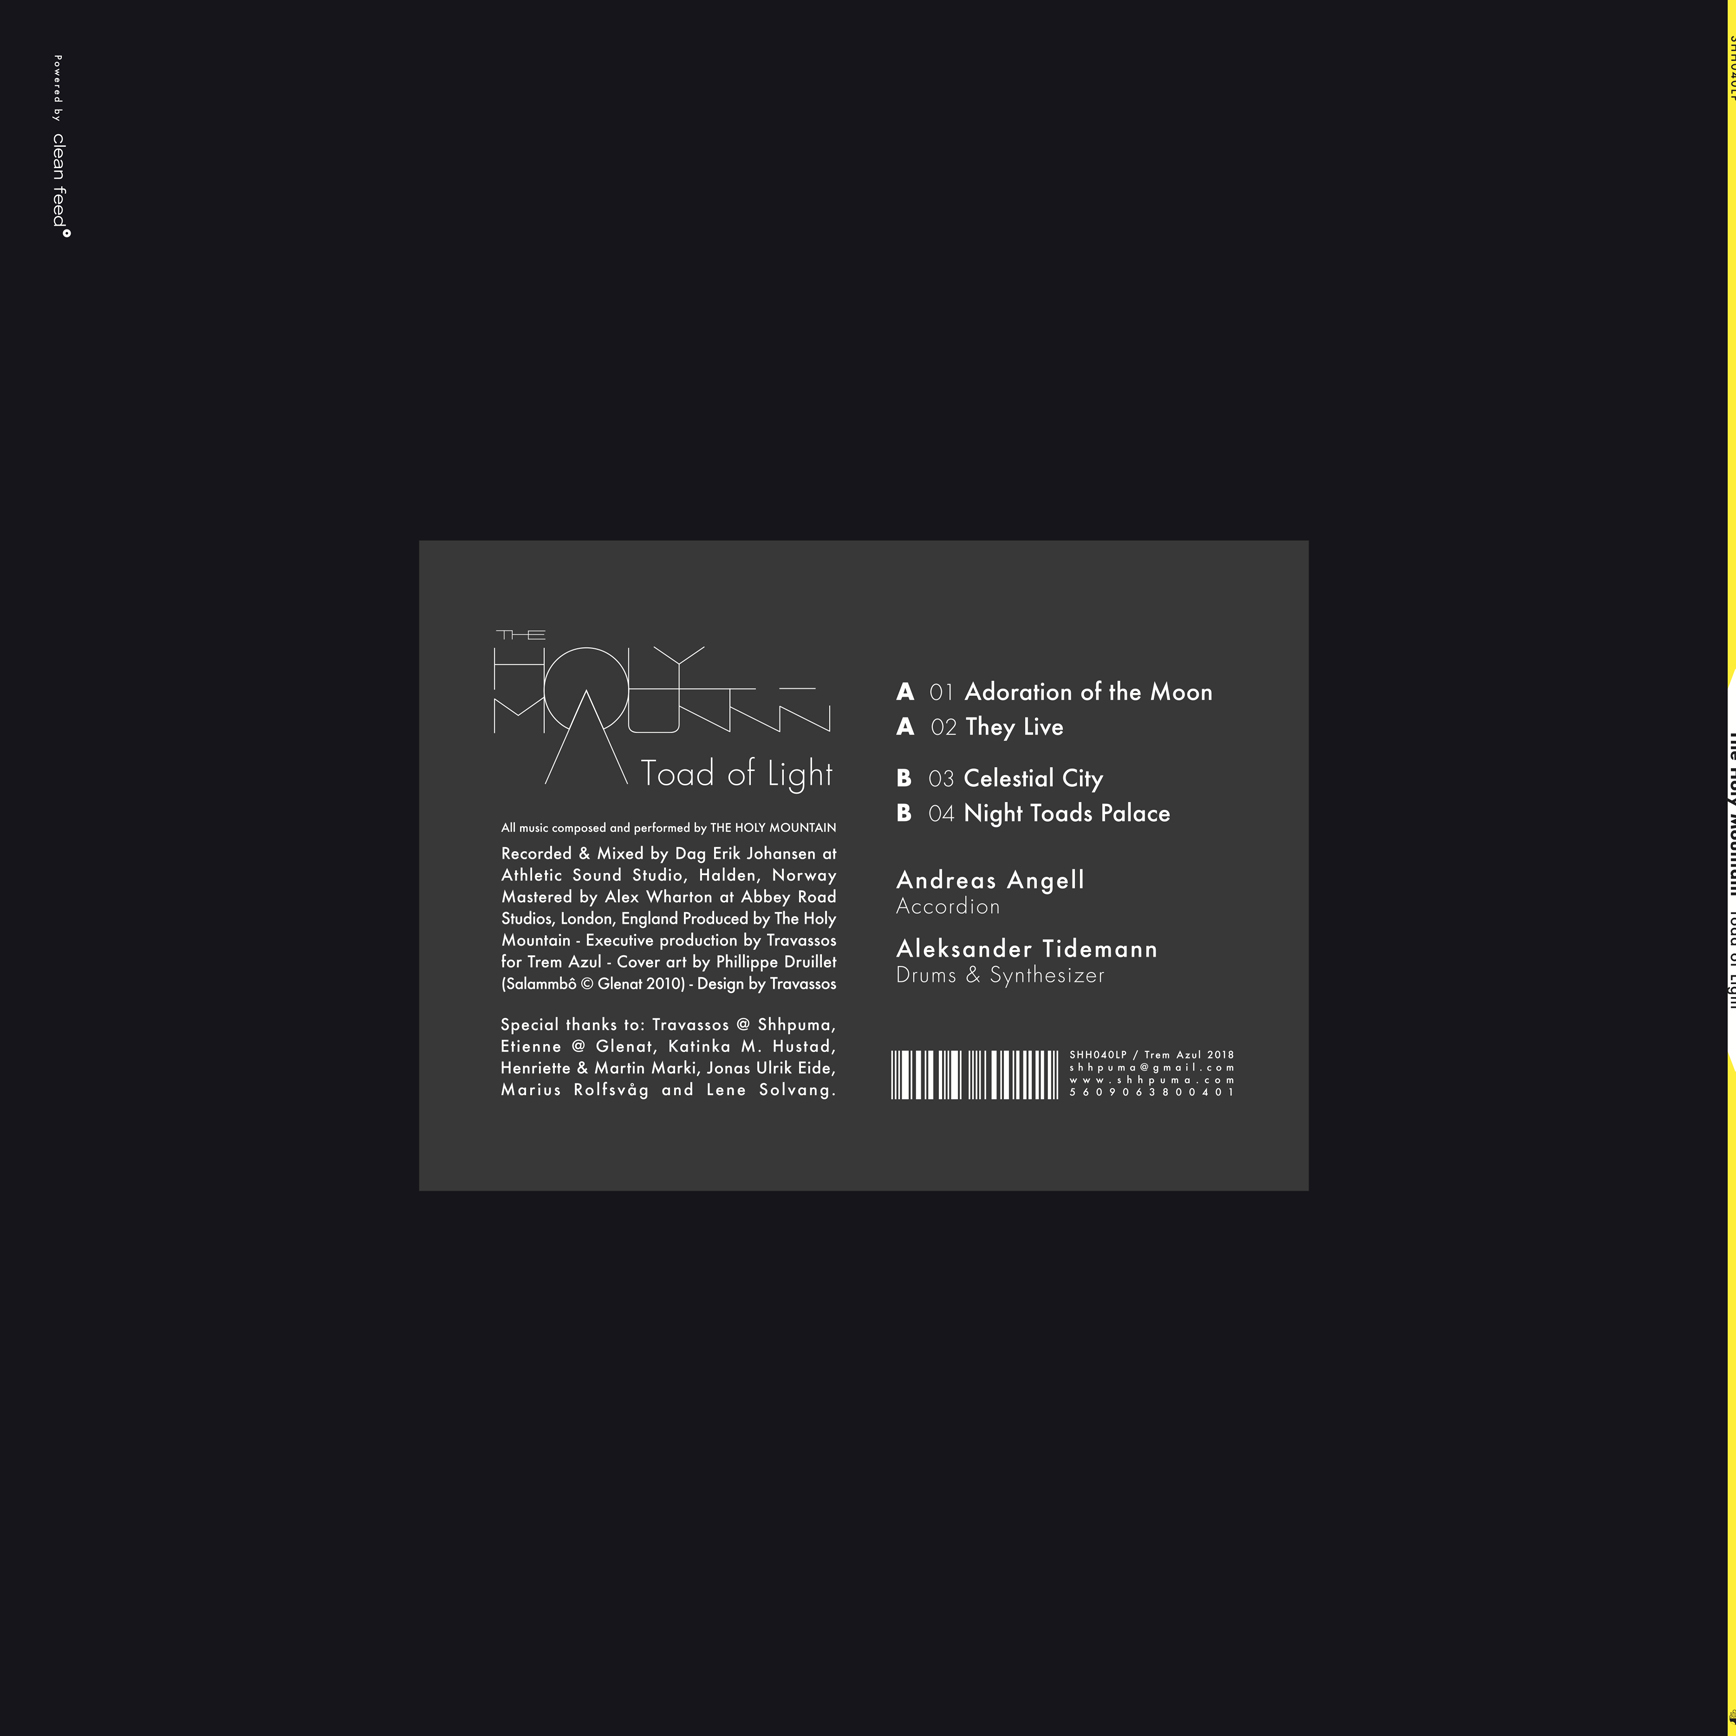 Powered by clean feed
THE
HOLY
MOUNTAIN
Toad of Light
All music composed and performed by THE HOLY MOUNTAIN
Recorded & Mixed by Dag Erik Johansen at
Athletic Sound Studio, Halden, Norway
Mastered by Alex Wharton at Abbey Road
Studios, London, England Produced by The Holy
Mountain - Executive production by Travassos
for Trem Azul - Cover art by Phillippe Druillet
(Salammbô © Glenat 2010) - Design by Travassos
Special thanks to: Travassos @ Shhpuma,
Etienne @ Glenat, Katinka M. Hustad,
Henriette & Martin Marki, Jonas Ulrik Eide,
Marius Rolfsvåg and Lene Solvang.
A 01 Adoration of the Moon
A 02 They Live
B 03 Celestial City
B 04 Night Toads Palace
Andreas Angell
Accordion
Aleksander Tidemann
Drums & Synthesizer
SHH040LP / Trem Azul 2018
shhpuma@gmail.com
www.shhpuma.com
5609063800401
SHH040LP
The Holy Mountain Toad of Light